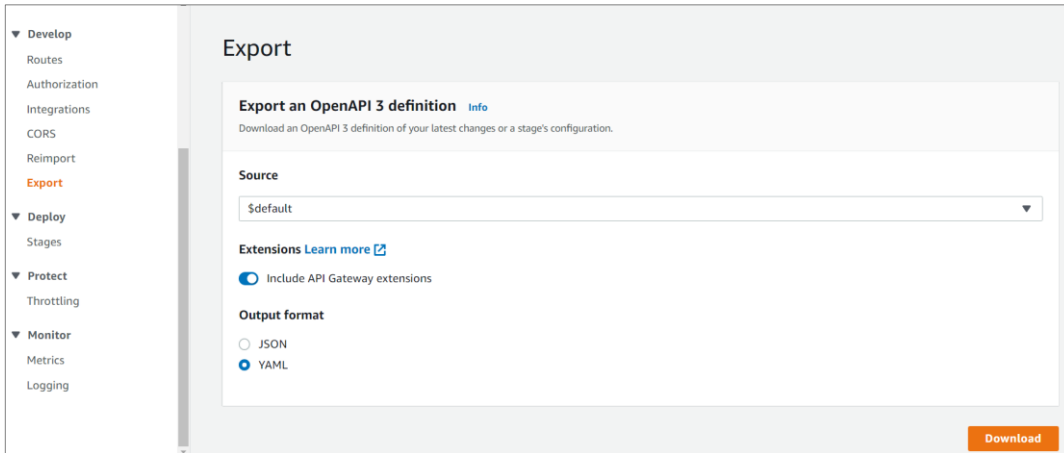 Develop
Routes
Authorization
Integrations
CORS
Reimport
Export
Deploy
Stages
Protect
Throttling
Monitor
Metrics
Logging
Export
Export an OpenAPI 3 definition Info
Download an OpenAPI 3 definition of your latest changes or a stage's configuration.
Source
$default
Extensions Learn more
Include API Gateway extensions
Output format
JSON
YAML
Download